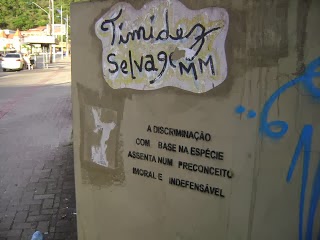 Timidez
Selvagemm
A DISCRIMINAÇÃO
COM BASE NA ESPÉCIE
ASSENTA NUM PRECONCEITO
IMORAL E INDEFENSÁVEL